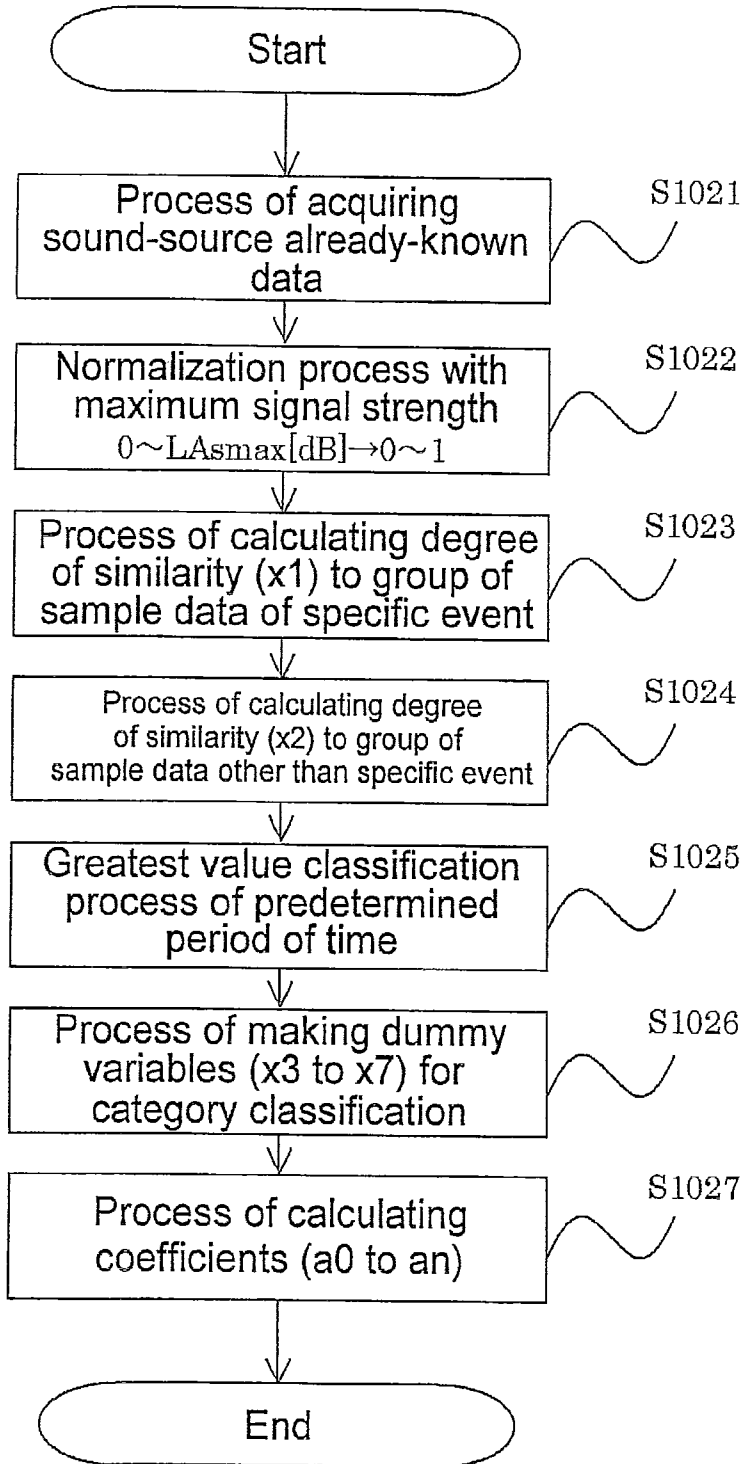 Start
S1021
Process of acquiring
sound-source already-known
data
S1022
Normalization process with
maximum signal strength
0~LAsmax[dB]→0~1
S1023
Process of calculating degree
of similarity (x1) to group of
sample data of specific event
S1024
Process of calculating degree
of similarity (x2) to group of
sample data other than specific event
S1025
Greatest value classification
process of predetermined
period of time
S1026
Process of making dummy
variables (x3 to x7) for
category classification
S1027
Process of calculating
coefficients (a0 to an)
End